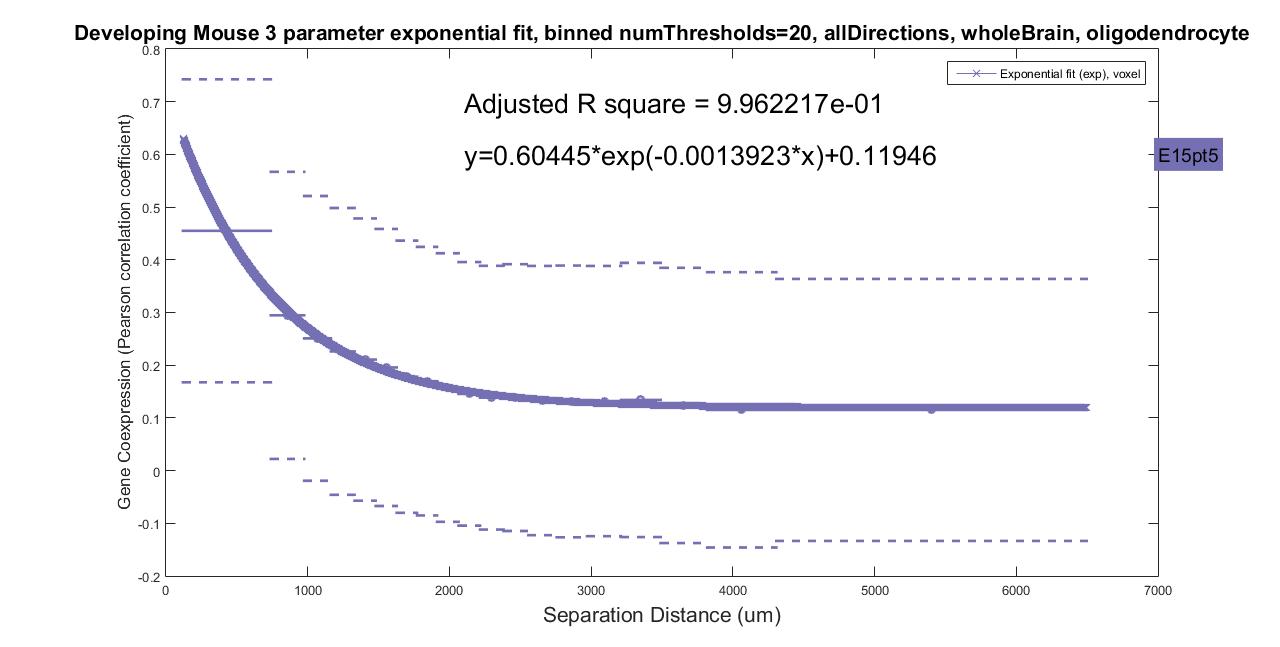 Developing Mouse 3 parameter exponential fit, binned numThresholds=20, allDirections, wholeBrain, oligodendrocyte
Exponential fit (exp), voxel
Adjusted R square = 9.962217e-01
y=0.60445*exp(-0.0013923*x)+0.11946
E15pt5
Gene Coexpression (Pearson correlation coefficient)
0.8
0.7
0.6
0.5
0.4
0.3
0.2
0.1
0
-0.1
-0.2
0 1000 2000 3000 4000 5000 6000 7000
Separation Distance (um)